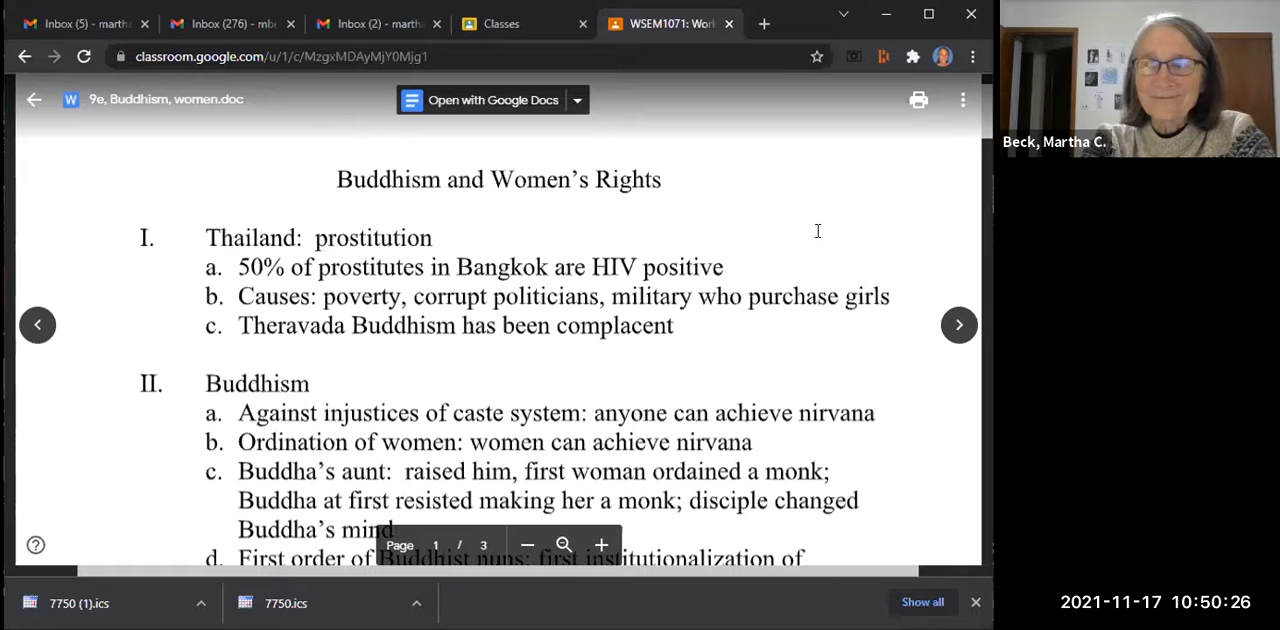 Inbox (5) - marth
Inbox (276) - mb
Inbox (2) - marth
Classes
WSEM1071: Worl
classroom.google.com/u/1/c/MzgxMDAyMjY0Mjg1
9e, Buddhism, women.doc
Open with Google Docs
Beck, Martha C.
Buddhism and Women's Rights
I. Thailand: prostitution
a. 50% of prostitutes in Bangkok are HIV positive
b. Causes: poverty, corrupt politicians, military who purchase girls
c. Theravada Buddhism has been complacent
II. Buddhism
a. Against injustices of caste system: anyone can achieve nirvana
b. Ordination of women: women can achieve nirvana
c. Buddha's aunt: raised him, first woman ordained a monk;
Buddha at first resisted making her a monk; disciple changed
Buddha's mind
Page 1 / 3
d. First order of Buddhist nuns: first institutionalization of
7750 (1).ics
7750.ics
Show all
2021-11-17 10:50:26